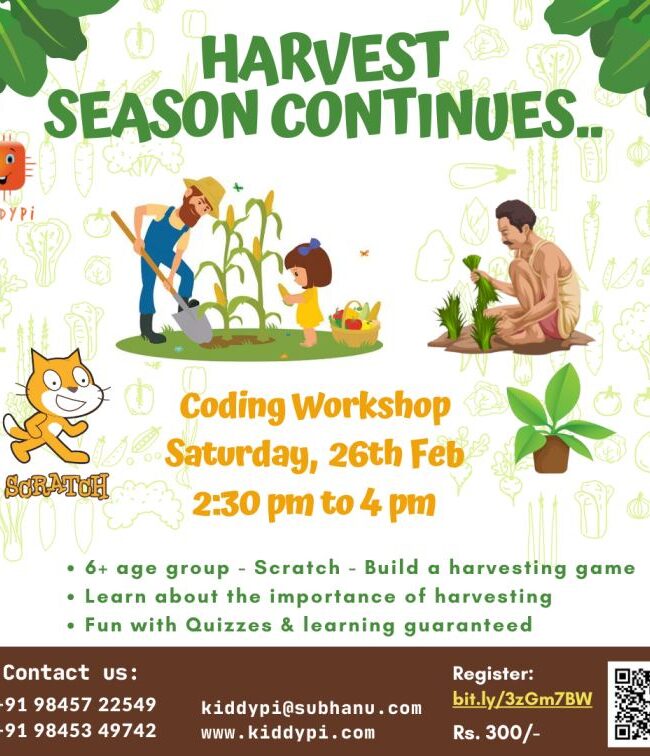 HARVEST
SEASON CONTINUES..
DYPi
SCRATCH
Coding Workshop
Saturday, 26th Feb
2:30 pm to 4 pm
• 6+ age group - Scratch - Build a harvesting game
• Learn about the importance of harvesting
• Fun with Quizzes & learning guaranteed
Contact us:
+91 98457 22549
+91 98453 49742
kiddypi@subhanu.com
www.kiddypi.com
Register:
bit.ly/3zGm7BW
Rs. 300/-